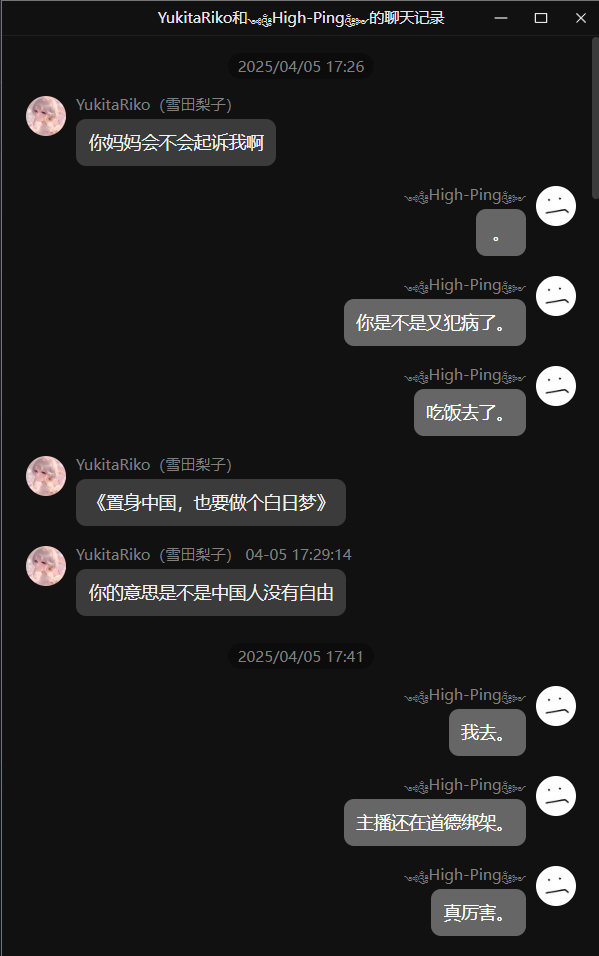 YukitaRiko和༺High-Ping༻的聊天记录
2025/04/05 17:26
YukitaRiko（雪田梨子）
你妈妈会不会起诉我啊
༺High-Ping༻
。
༺High-Ping༻
你是不是又犯病了。
༺High-Ping༻
吃饭去了。
YukitaRiko（雪田梨子）
《置身中国，也要做个白日梦》
YukitaRiko（雪田梨子） 04-05 17:29:14
你的意思是不是中国人没有自由
2025/04/05 17:41
༺High-Ping༻
我去。
༺High-Ping༻
主播还在道德绑架。
༺High-Ping༻
真厉害。